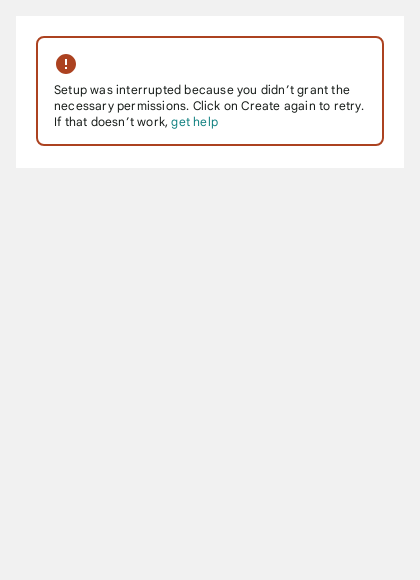 Setup was interrupted because you didn’t grant the
necessary permissions. Click on Create again to retry.
If that doesn’t work, get help